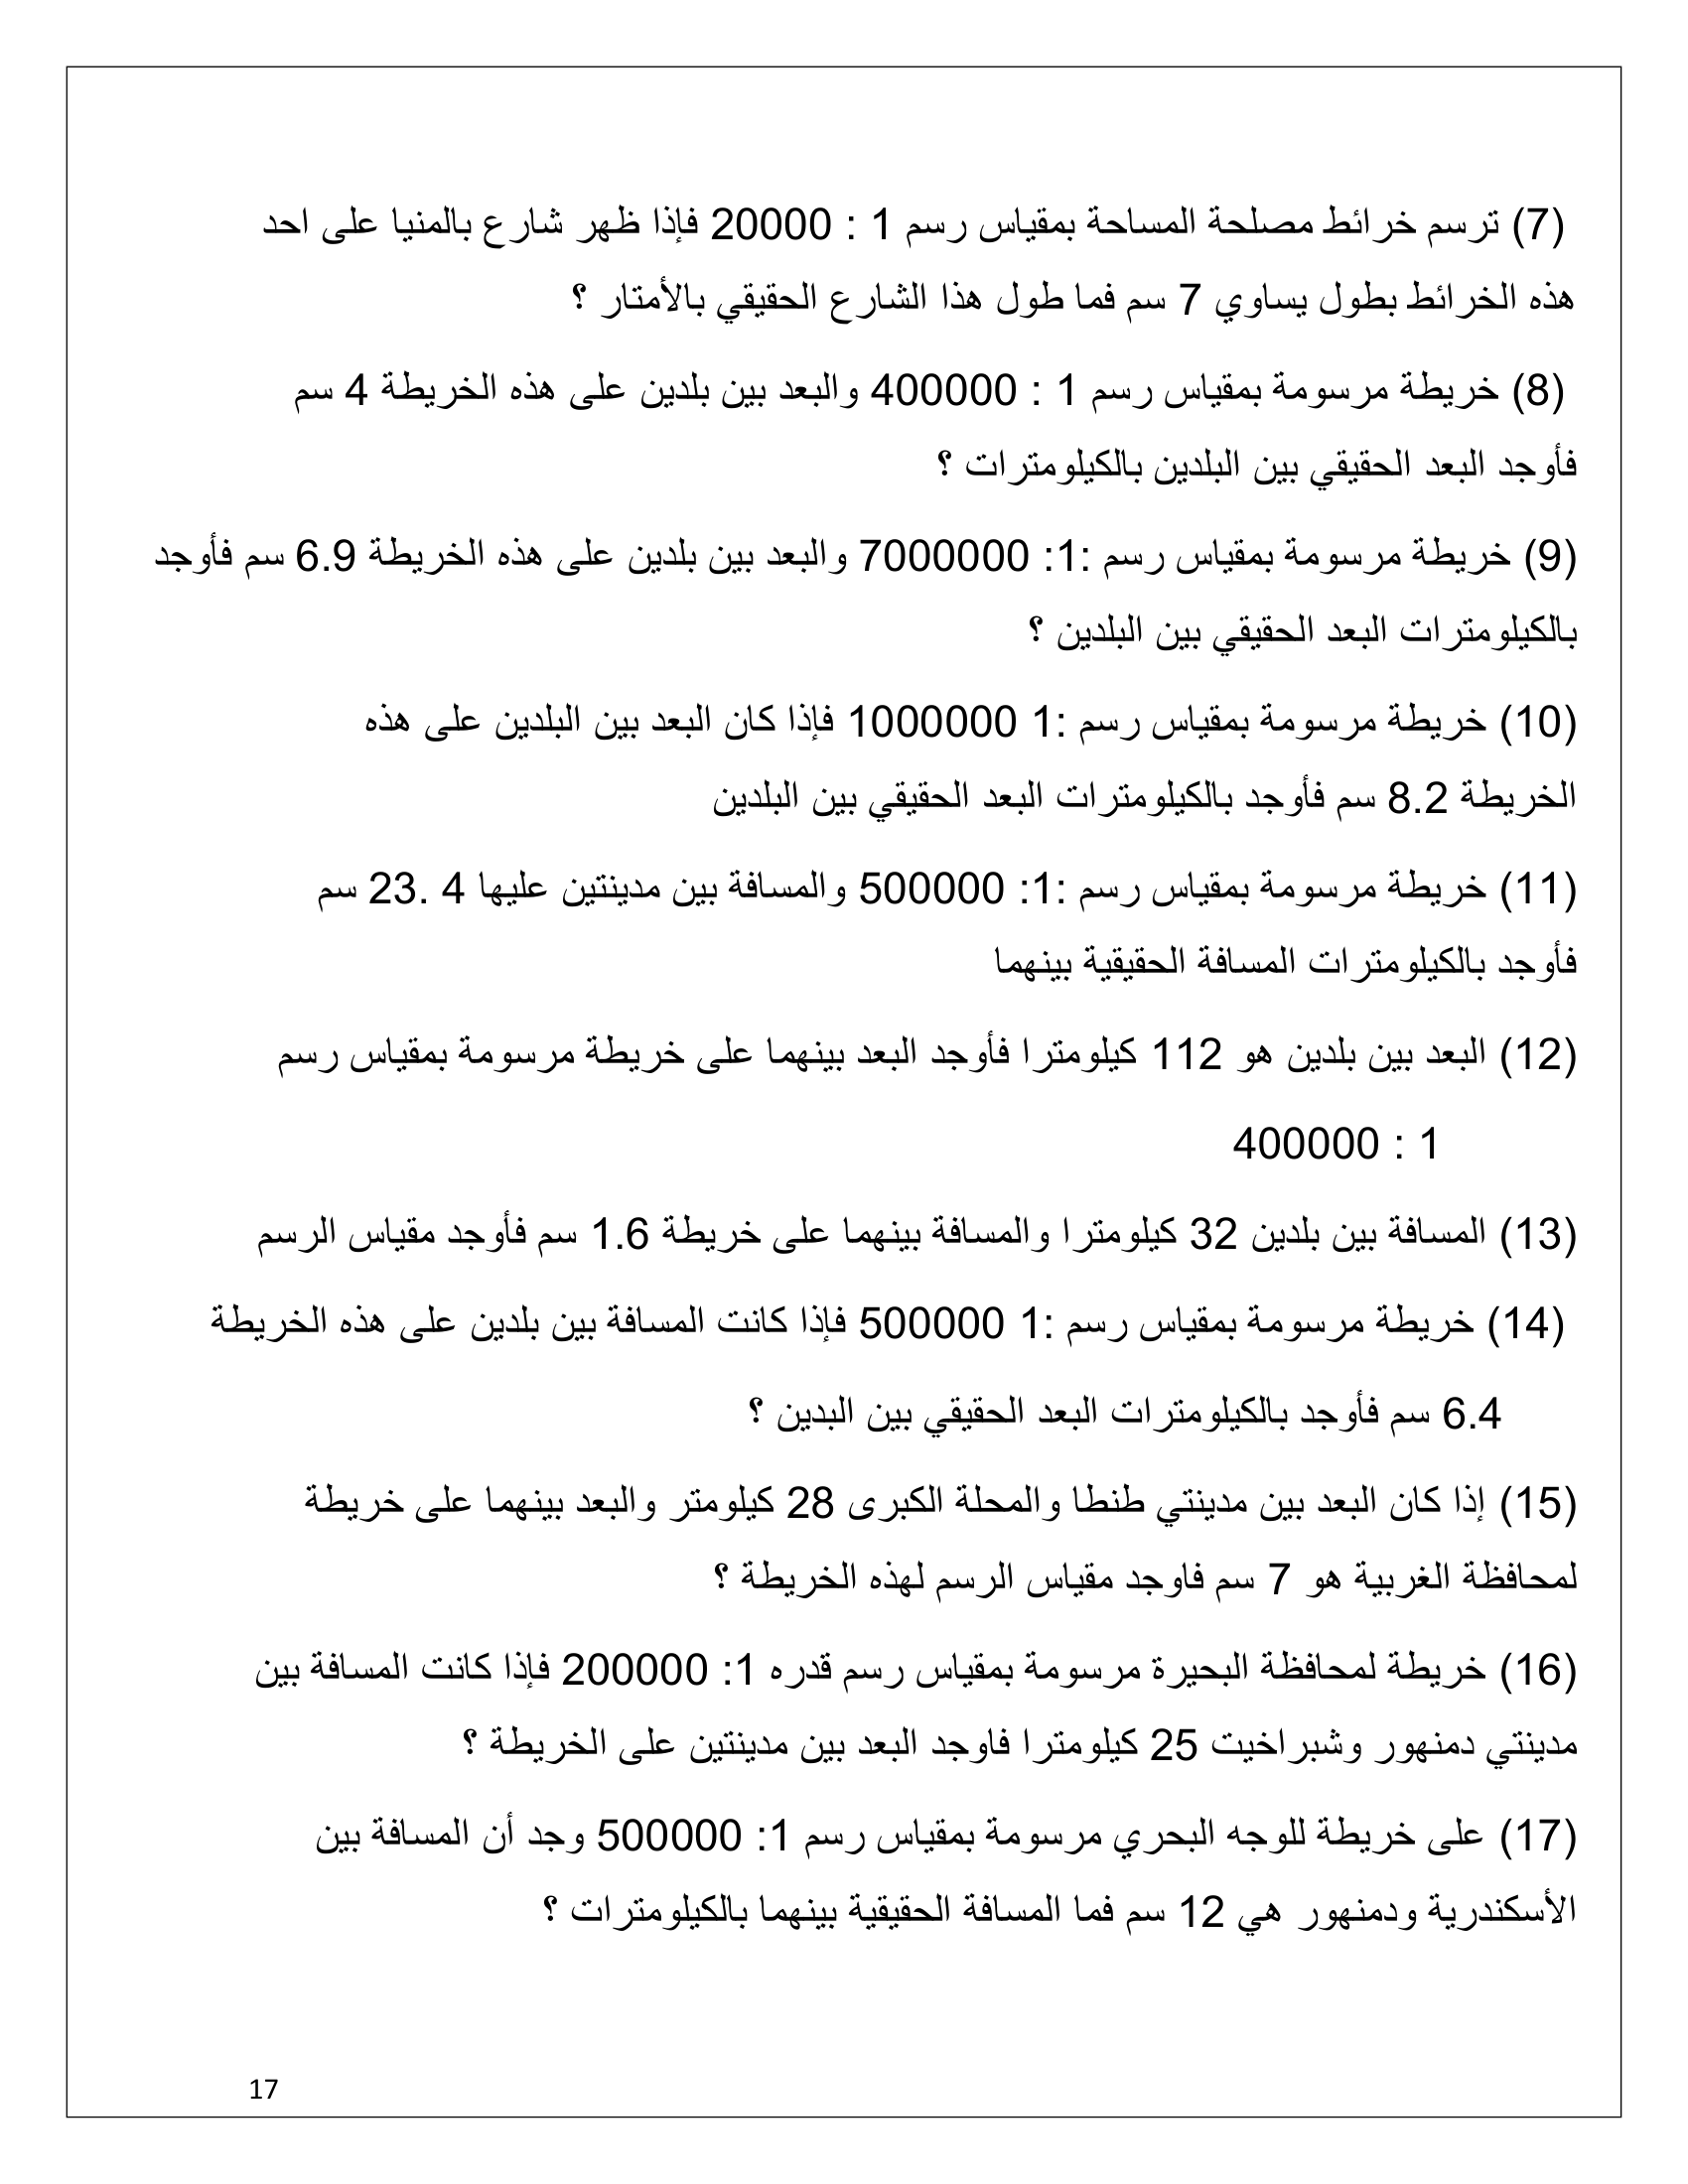 (7) ترسم خرائط مصلحة المساحة بمقياس رسم 1 : 20000 فإذا ظهر شارع بالمنيا على احد
هذه الخرائط بطول يساوي 7 سم فما طول هذا الشارع الحقيقي بالأمتار ؟
(8) خريطة مرسومة بمقياس رسم 1 : 400000 والبعد بين بلدين على هذه الخريطة 4 سم
فأوجد البعد الحقيقي بين البلدين بالكيلومترات ؟
(9) خريطة مرسومة بمقياس رسم :1: 7000000 والبعد بين بلدين على هذه الخريطة 6.9 سم فأوجد
بالكيلومترات البعد الحقيقي بين البلدين ؟
(10) خريطة مرسومة بمقياس رسم :1 1000000 فإذا كان البعد بين البلدين على هذه
الخريطة 8.2 سم فأوجد بالكيلومترات البعد الحقيقي بين البلدين
(11) خريطة مرسومة بمقياس رسم :1: 500000 والمسافة بين مدينتين عليها 4 .23 سم
فأوجد بالكيلومترات المسافة الحقيقية بينهما
(12) البعد بين بلدين هو 112 كيلومترا فأوجد البعد بينهما على خريطة مرسومة بمقياس رسم
1 : 400000
(13) المسافة بين بلدين 32 كيلومترا والمسافة بينهما على خريطة 1.6 سم فأوجد مقياس الرسم
(14) خريطة مرسومة بمقياس رسم :1 500000 فإذا كانت المسافة بين بلدين على هذه الخريطة
6.4 سم فأوجد بالكيلومترات البعد الحقيقي بين البدين ؟
(15) إذا كان البعد بين مدينتي طنطا والمحلة الكبرى 28 كيلومتر والبعد بينهما على خريطة
لمحافظة الغربية هو 7 سم فاوجد مقياس الرسم لهذه الخريطة ؟
(16) خريطة لمحافظة البحيرة مرسومة بمقياس رسم قدره 1: 200000 فإذا كانت المسافة بين
مدينتي دمنهور وشبراخيت 25 كيلومترا فاوجد البعد بين مدينتين على الخريطة ؟
(17) على خريطة للوجه البحري مرسومة بمقياس رسم 1: 500000 وجد أن المسافة بين
الأسكندرية ودمنهور هي 12 سم فما المسافة الحقيقية بينهما بالكيلومترات ؟
17